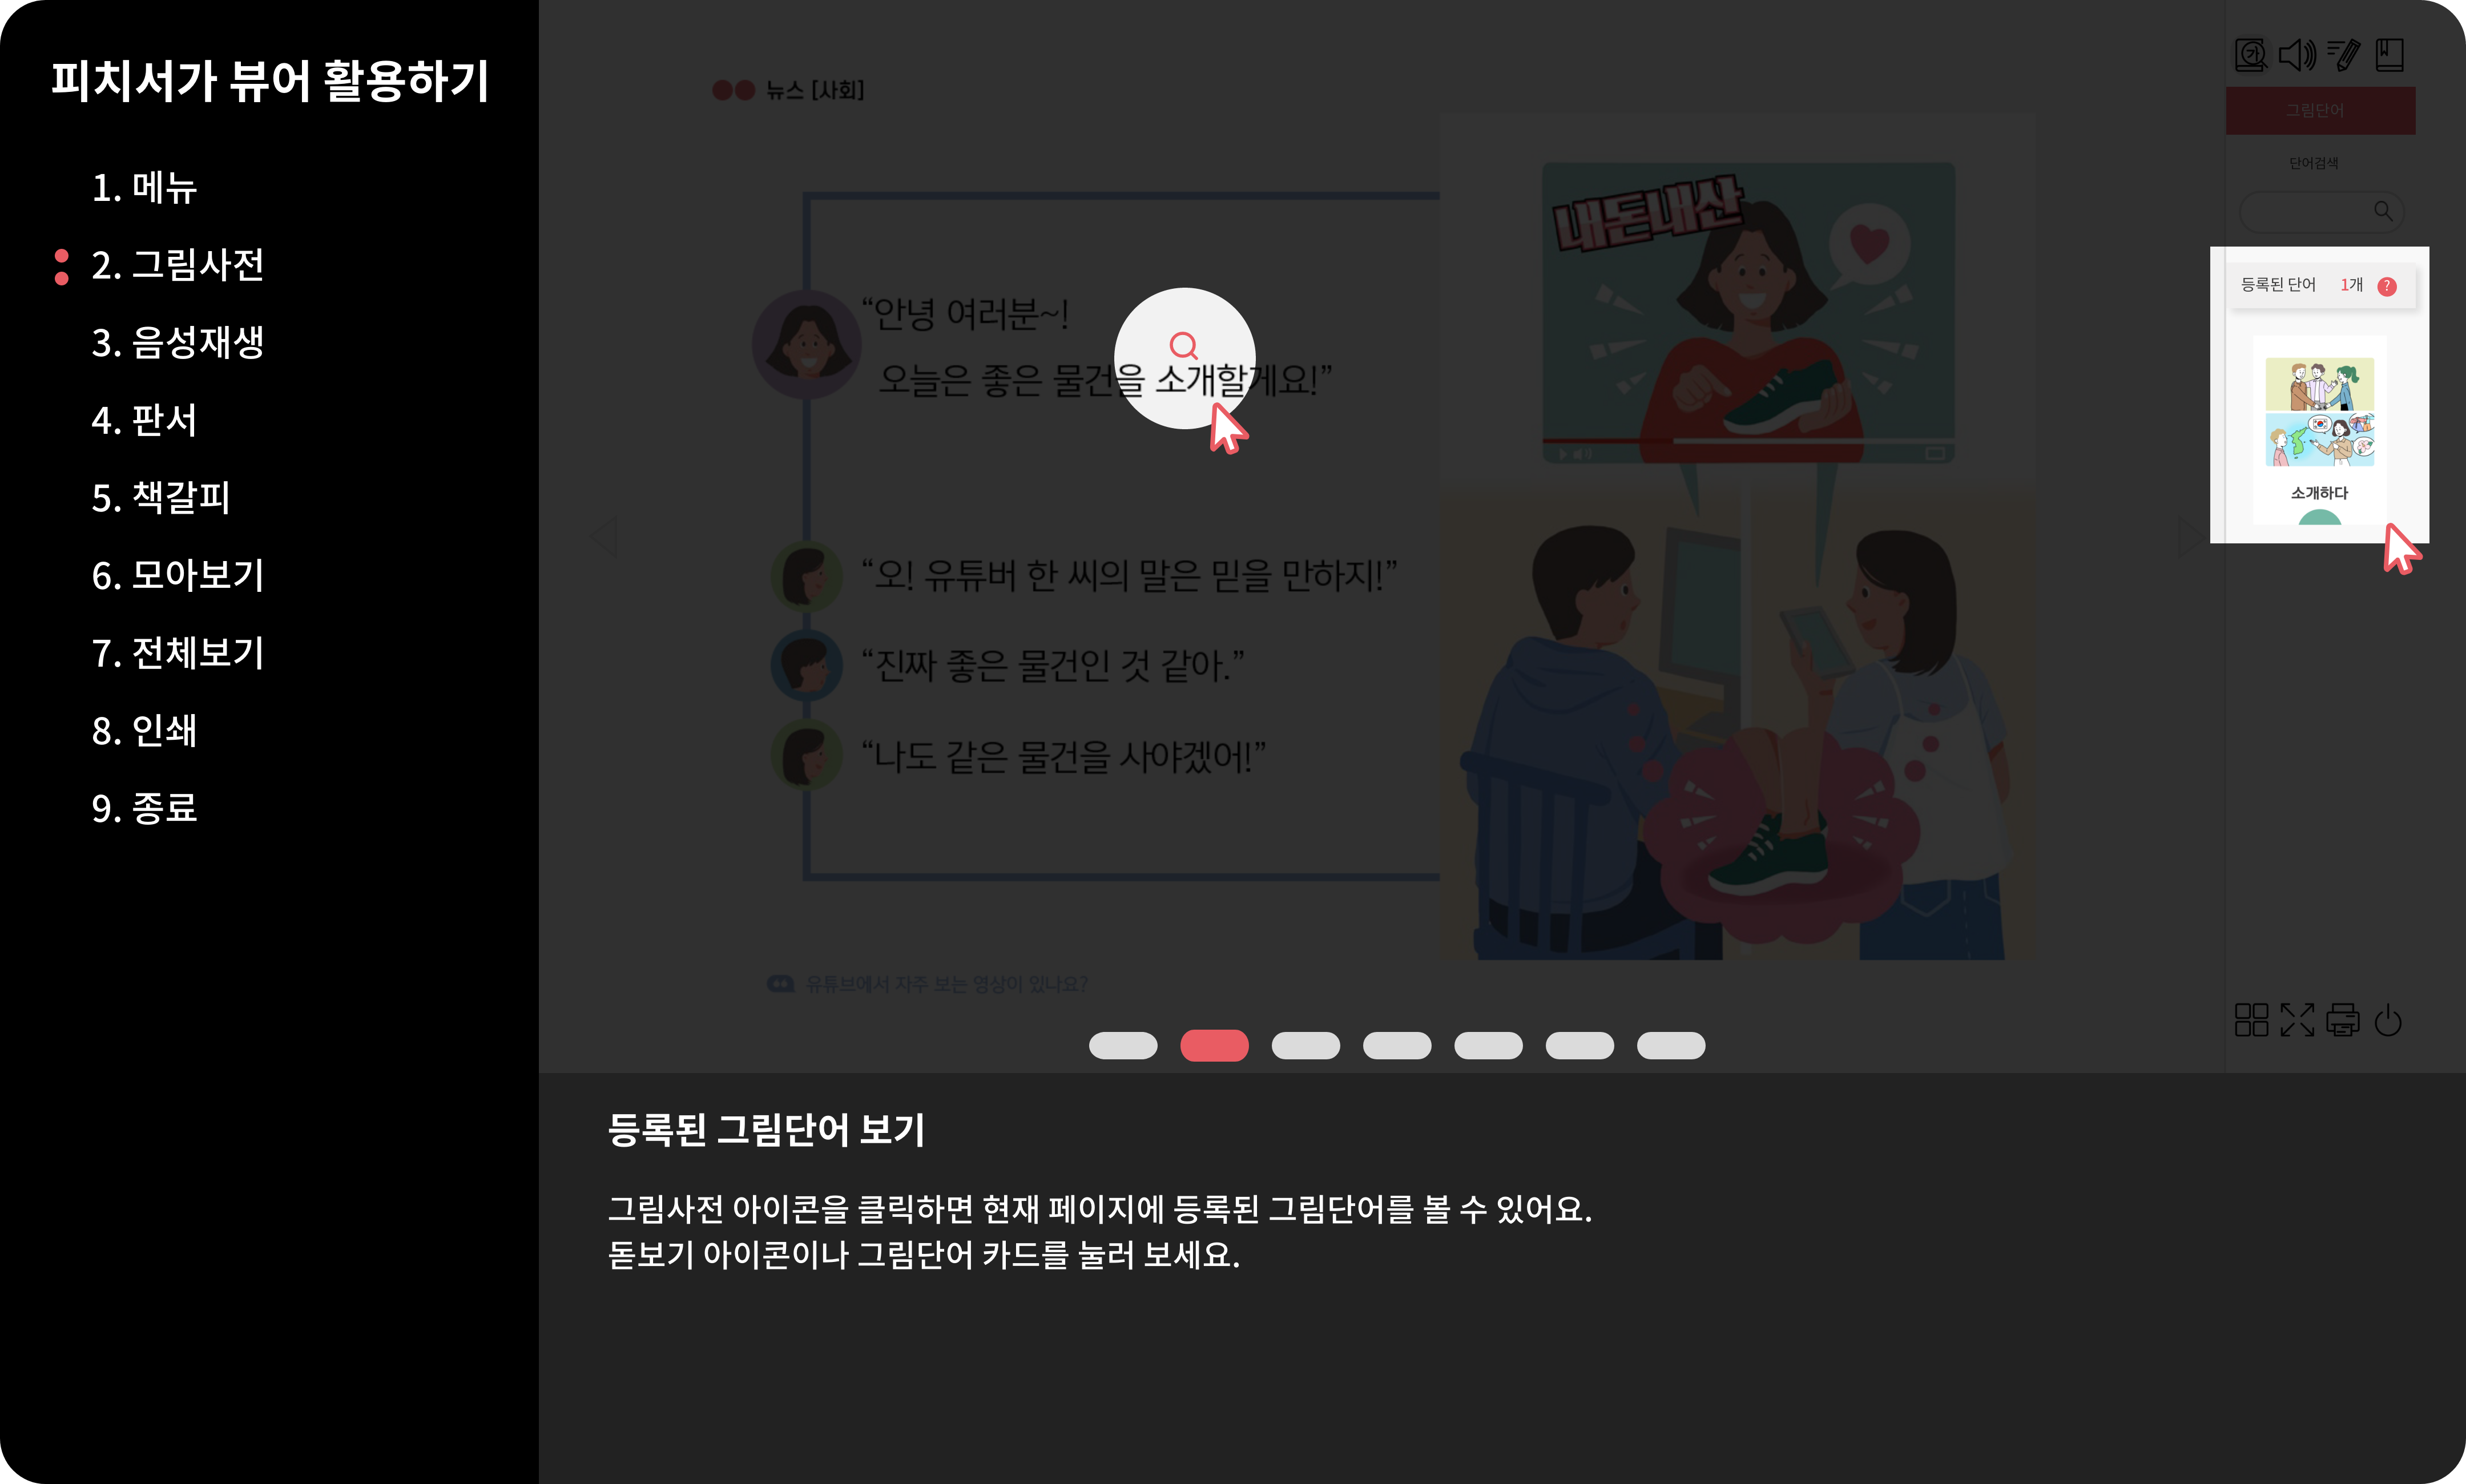 피치서가 뷰어 활용하기
1. 메뉴
2. 그림사전
3. 음성재생
4. 판서
5. 책갈피
6. 모아보기
7. 전체보기
8. 인쇄
9. 종료
뉴스 [사회]
“안녕 여러분~!
오늘은 좋은 물건을 소개할게요!”
“오! 유튜버 한 씨의 말은 믿을 만하지!”
“진짜 좋은 물건인 것 같아.”
“나도 같은 물건을 사야겠어!”
유튜브에서 자주 보는 영상이 있나요?
내돈내산
가
그림단어
단어검색
등록된 단어 1개 ?
소개하다
등록된 그림단어 보기
그림사전 아이콘을 클릭하면 현재 페이지에 등록된 그림단어를 볼 수 있어요.
돋보기 아이콘이나 그림단어 카드를 눌러 보세요.